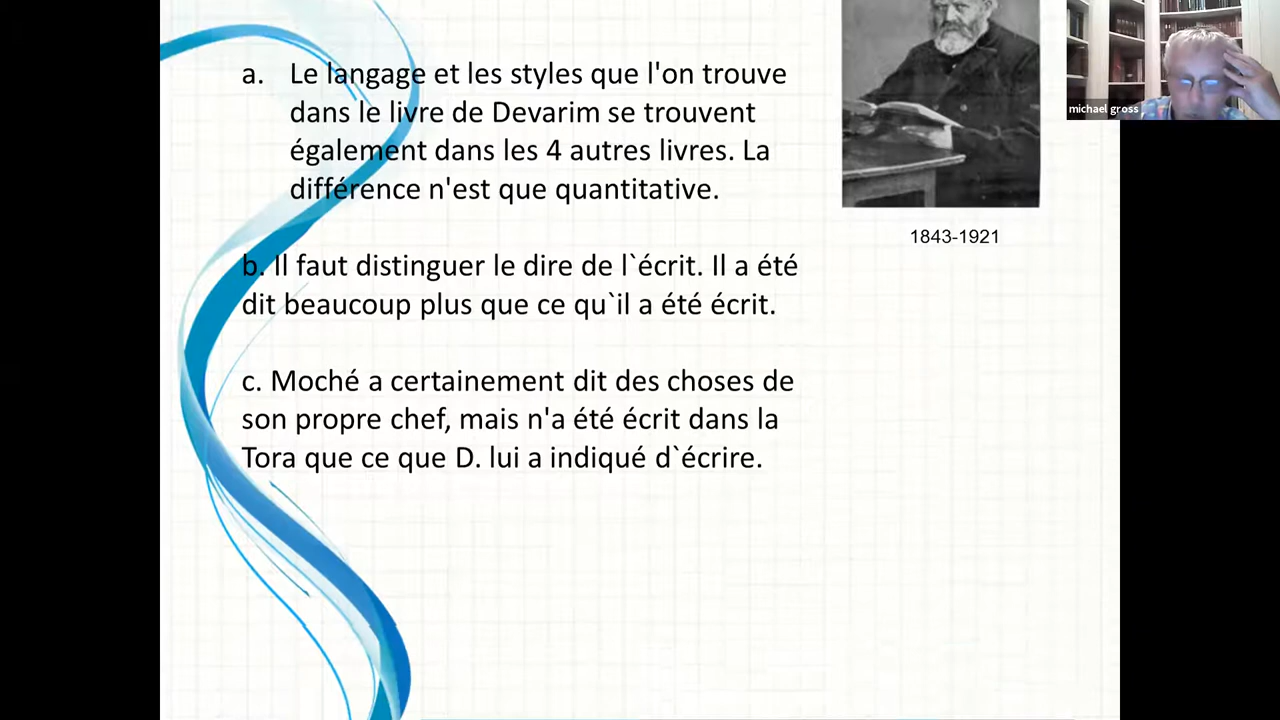 a. Le langage et les styles que l'on trouve
dans le livre de Devarim se trouvent
également dans les 4 autres livres. La
différence n'est que quantitative.
b. Il faut distinguer le dire de l`écrit. Il a été
dit beaucoup plus que ce qu`il a été écrit.
c. Moché a certainement dit des choses de
son propre chef, mais n'a été écrit dans la
Tora que ce que D. lui a indiqué d`écrire.
1843-1921
michael gross